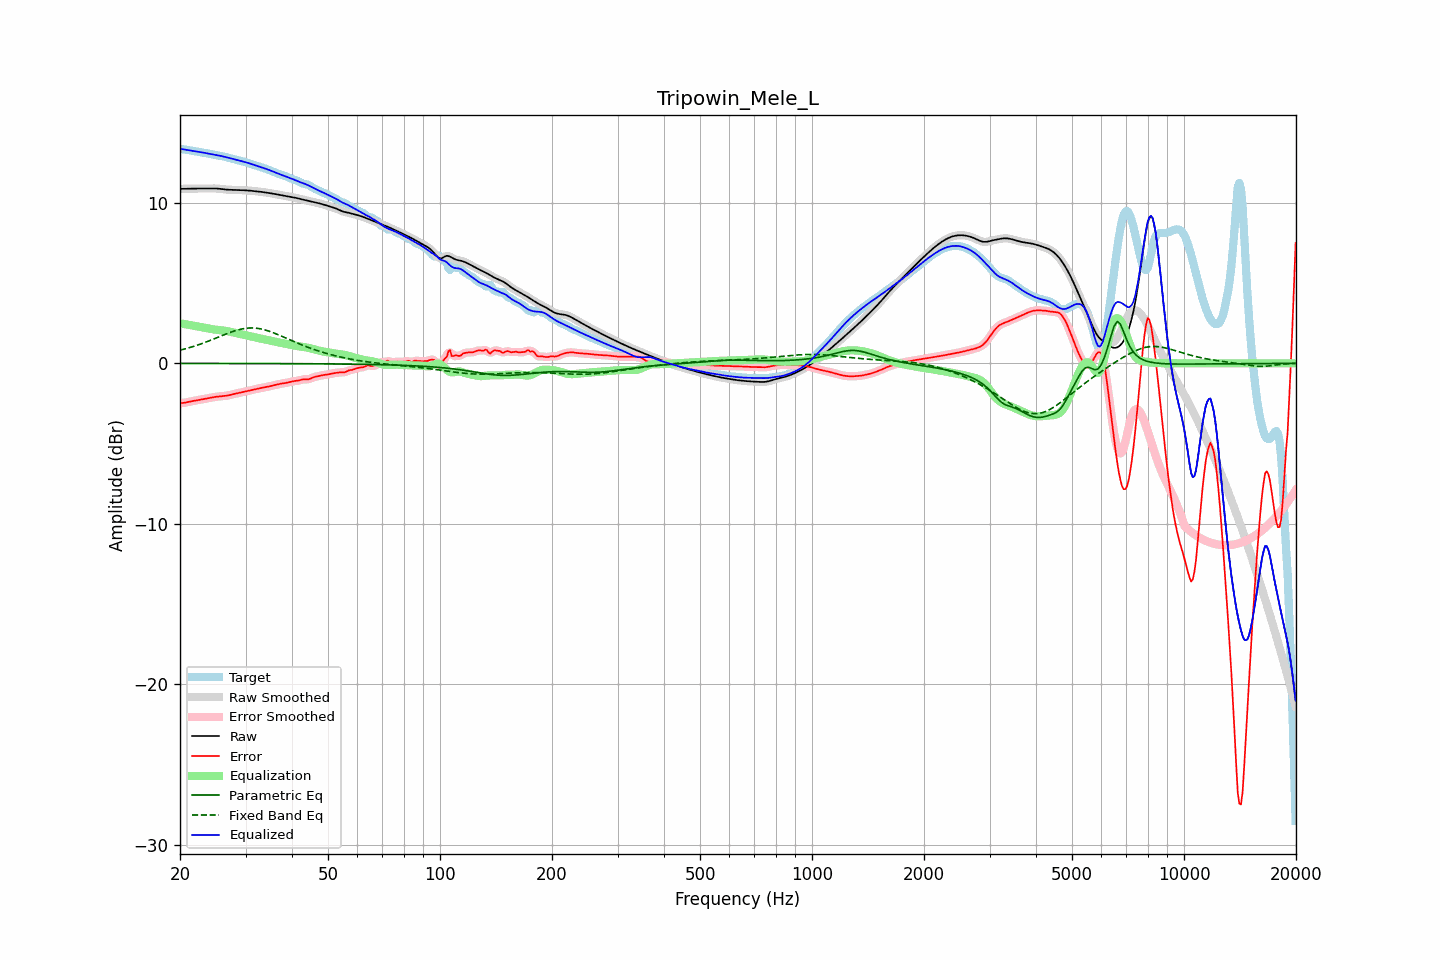 Tripowin_Mele_L
10
0
−10
−20
−30
Amplitude (dBr)
Target
Raw Smoothed
Error Smoothed
Raw
Error
Equalization
Parametric Eq
Fixed Band Eq
Equalized
20 50 100 200 500 1000 2000 5000 10000 20000
Frequency (Hz)